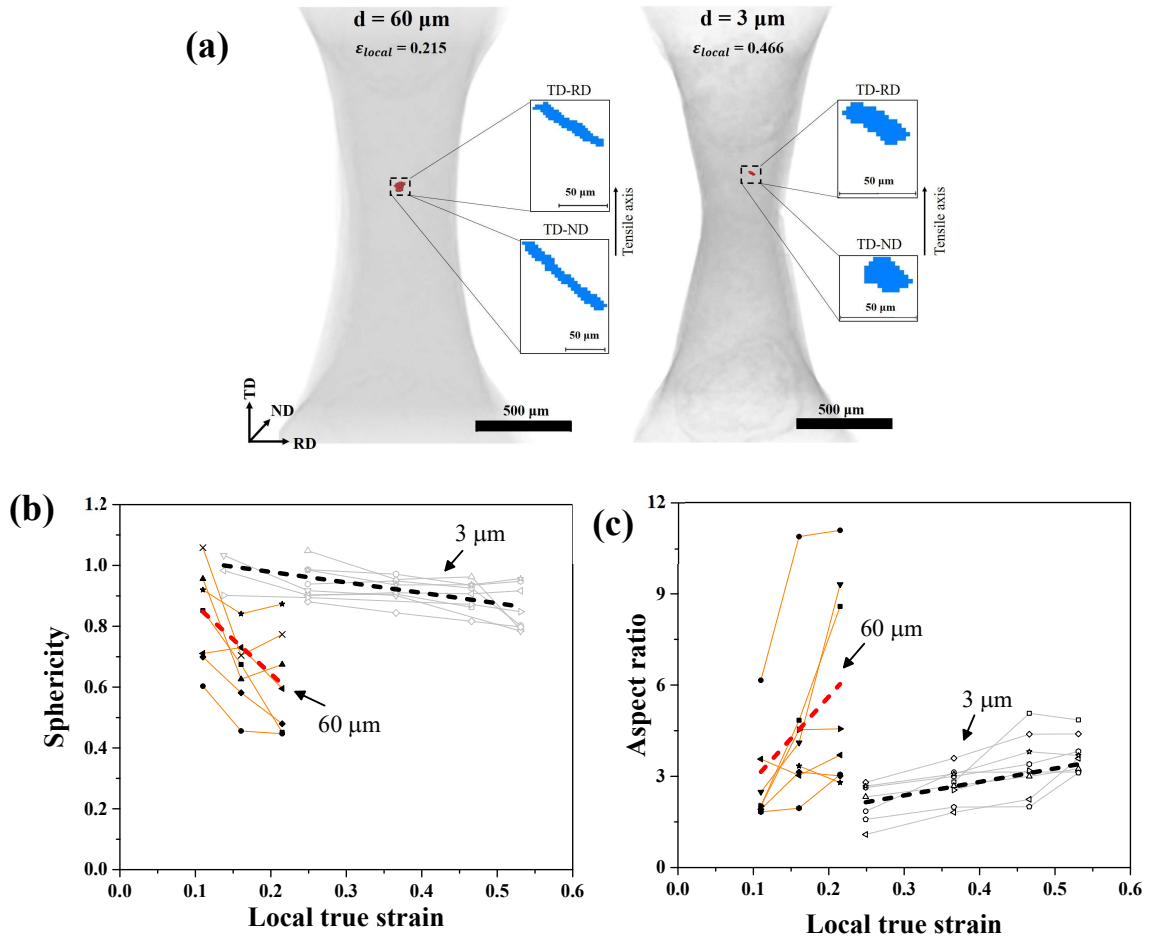 (a)
d = 60 μm
ε_local = 0.215
TD-RD
50 μm
TD-ND
50 μm
Tensile axis
TD
ND
RD
500 μm
d = 3 μm
ε_local = 0.466
TD-RD
50 μm
TD-ND
50 μm
Tensile axis
500 μm
(b)
Sphericity
1.2
1.0
0.8
0.6
0.4
0.2
0.0
3 μm
60 μm
0.0 0.1 0.2 0.3 0.4 0.5 0.6
Local true strain
(c)
Aspect ratio
12
9
6
3
0
60 μm
3 μm
0.0 0.1 0.2 0.3 0.4 0.5 0.6
Local true strain